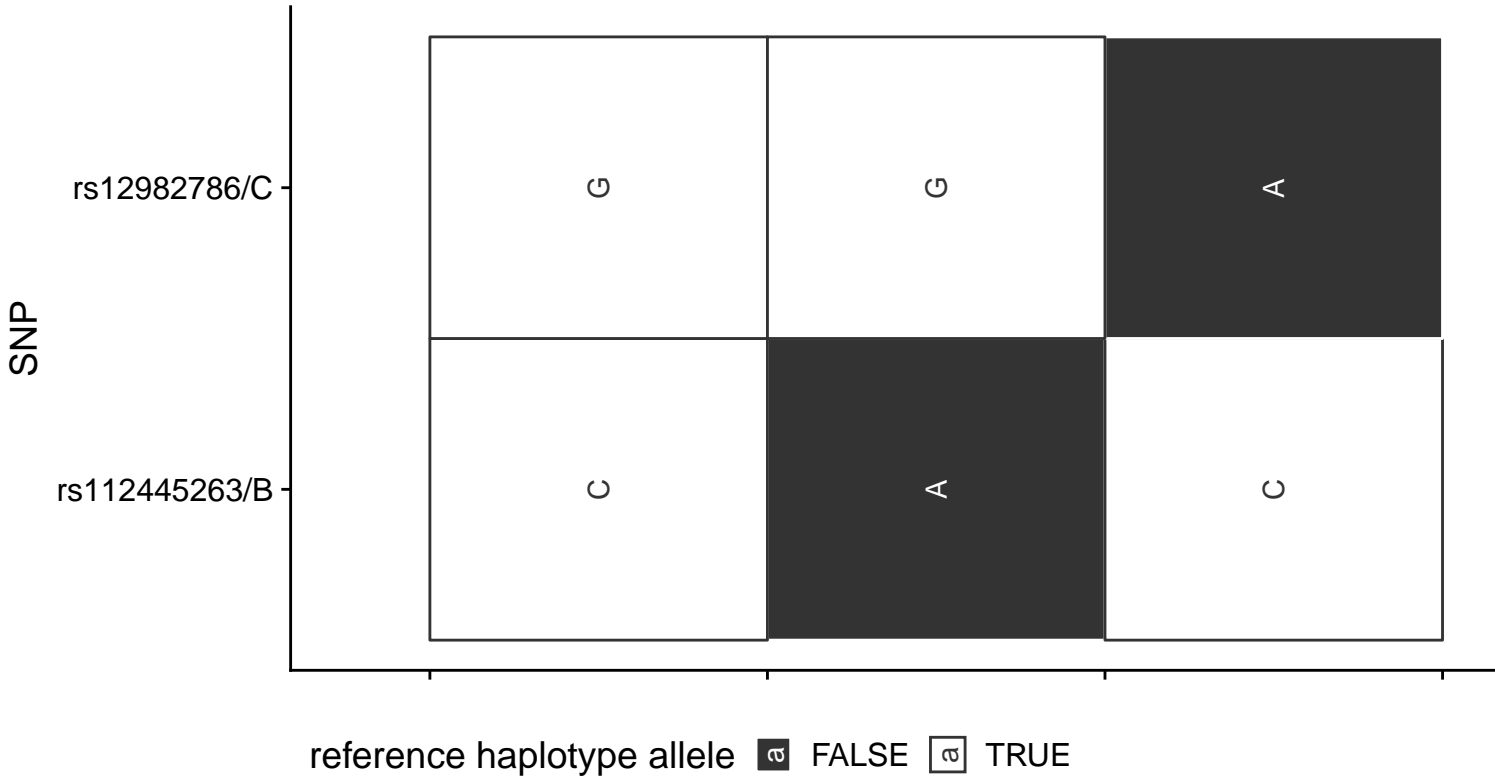 SNP
rs12982786/C
G G A
rs112445263/B
C A C
reference haplotype allele a FALSE a TRUE